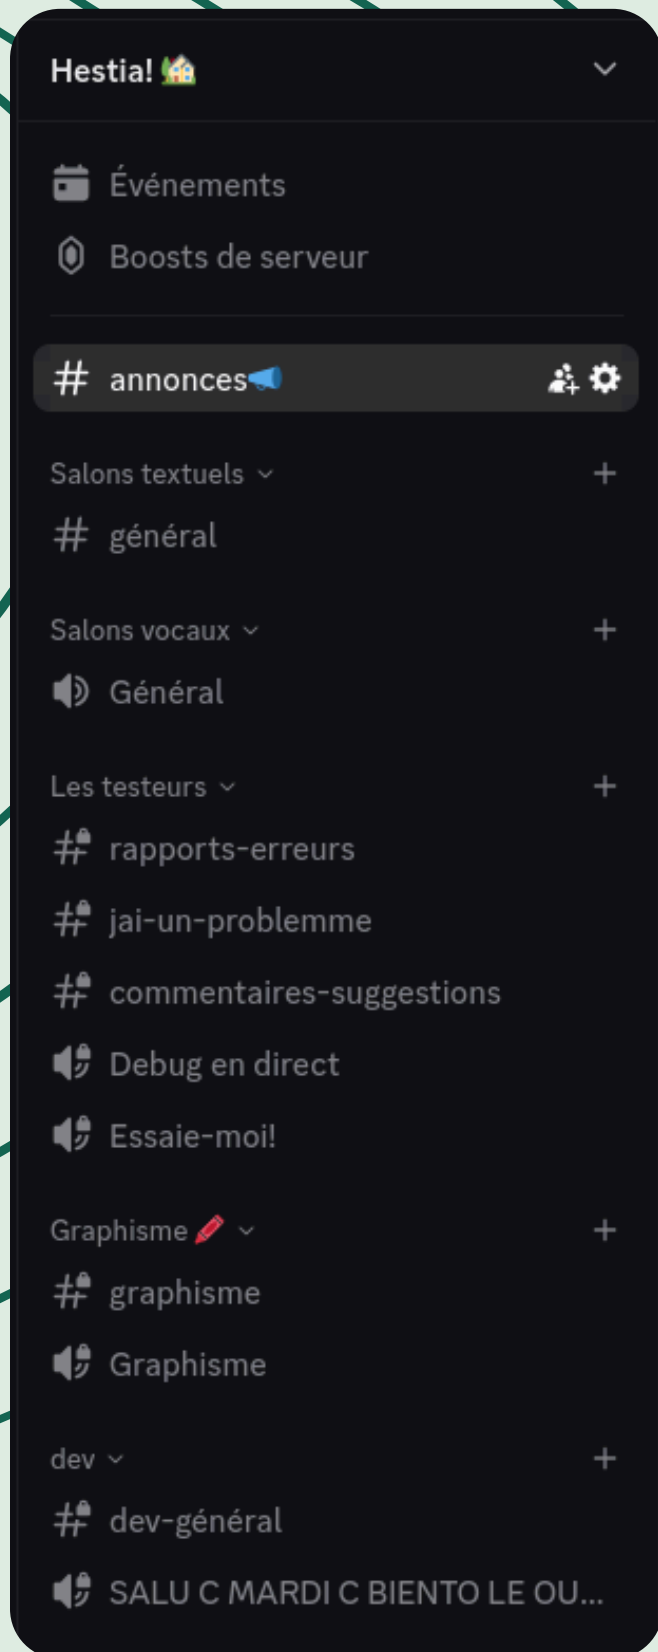 Hestia! 🏡
Événements
Boosts de serveur
annonces📣
Salons textuels
général
Salons vocaux
Général
Les testeurs
rapports-erreurs
jai-un-problemme
commentaires-suggestions
Debug en direct
Essaie-moi!
Graphisme 🖍️
graphisme
Graphisme
dev
dev-général
SALU C MARDI C BIENTO LE OU...